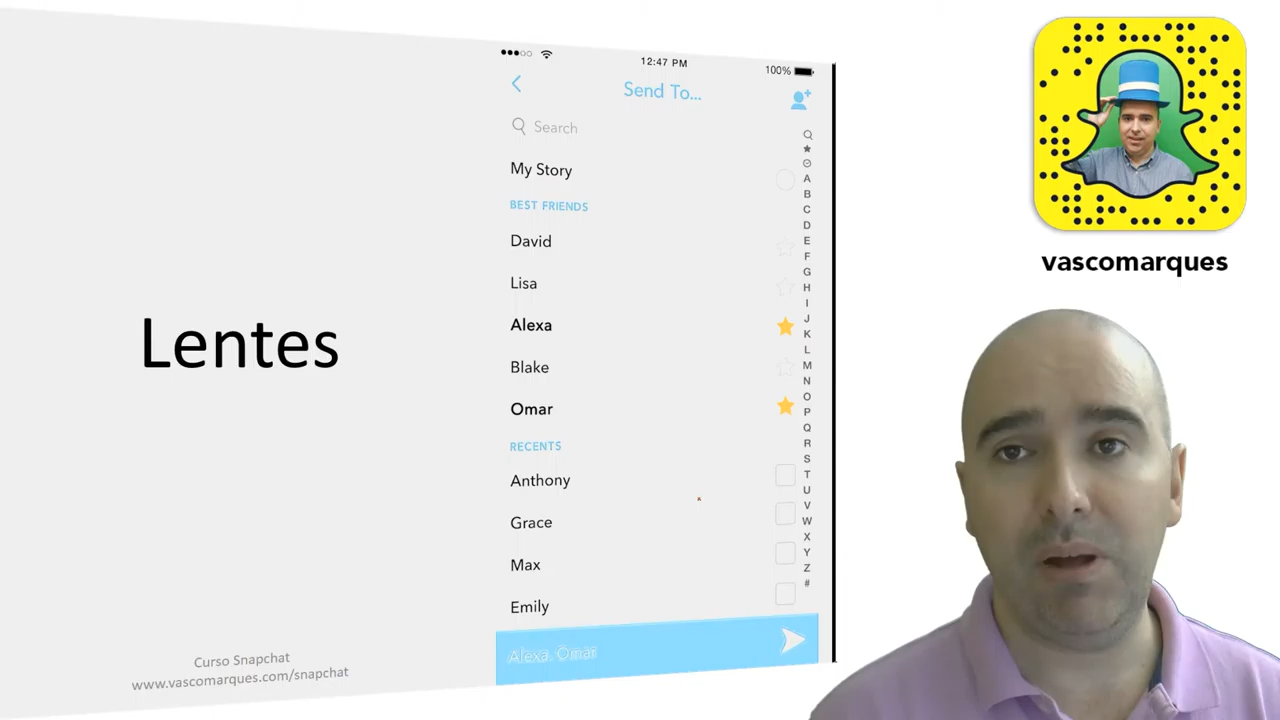 Lentes
Curso Snapchat
www.vascomarques.com/snapchat
12:47 PM
100%
Send To...
Search
My Story
BEST FRIENDS
David
Lisa
Alexa
Blake
Omar
RECENTS
Anthony
Grace
Max
Emily
Alexa, Omar
A
B
C
D
E
F
G
H
I
J
K
L
M
N
O
P
Q
R
S
T
U
V
W
X
Y
Z
#
vascomarques